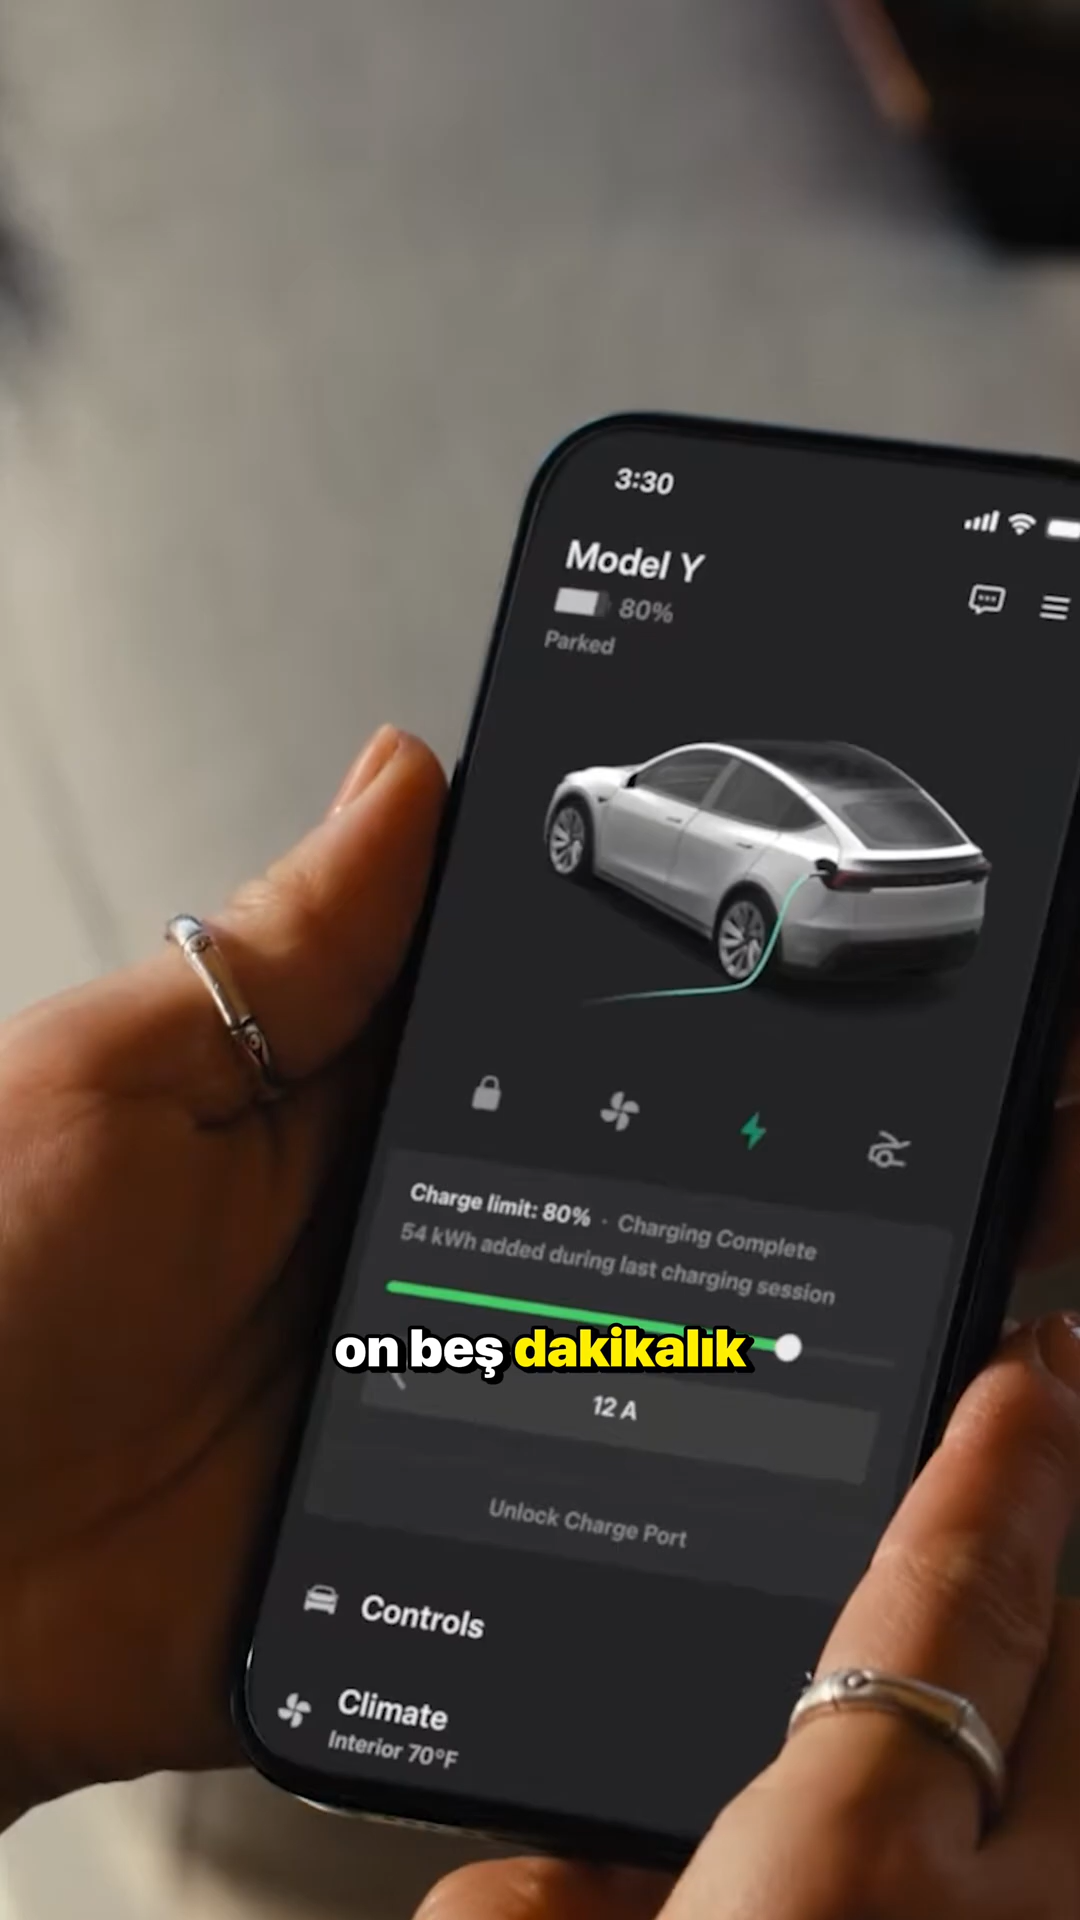 3:30
Model Y
80%
Parked
Charge limit: 80% · Charging Complete
54 kWh added during last charging session
on beş dakikalık
12 A
Unlock Charge Port
Controls
Climate
Interior 70°F